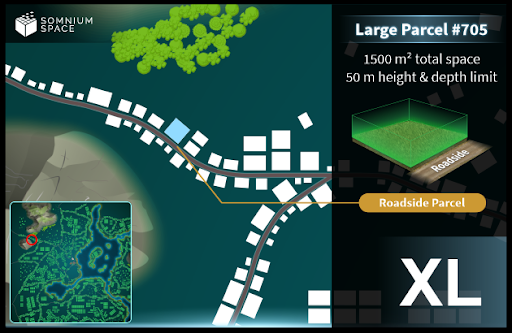 SOMNIUM
SPACE
Large Parcel #705
1500 m² total space
50 m height & depth limit
Roadside
Roadside Parcel
XL